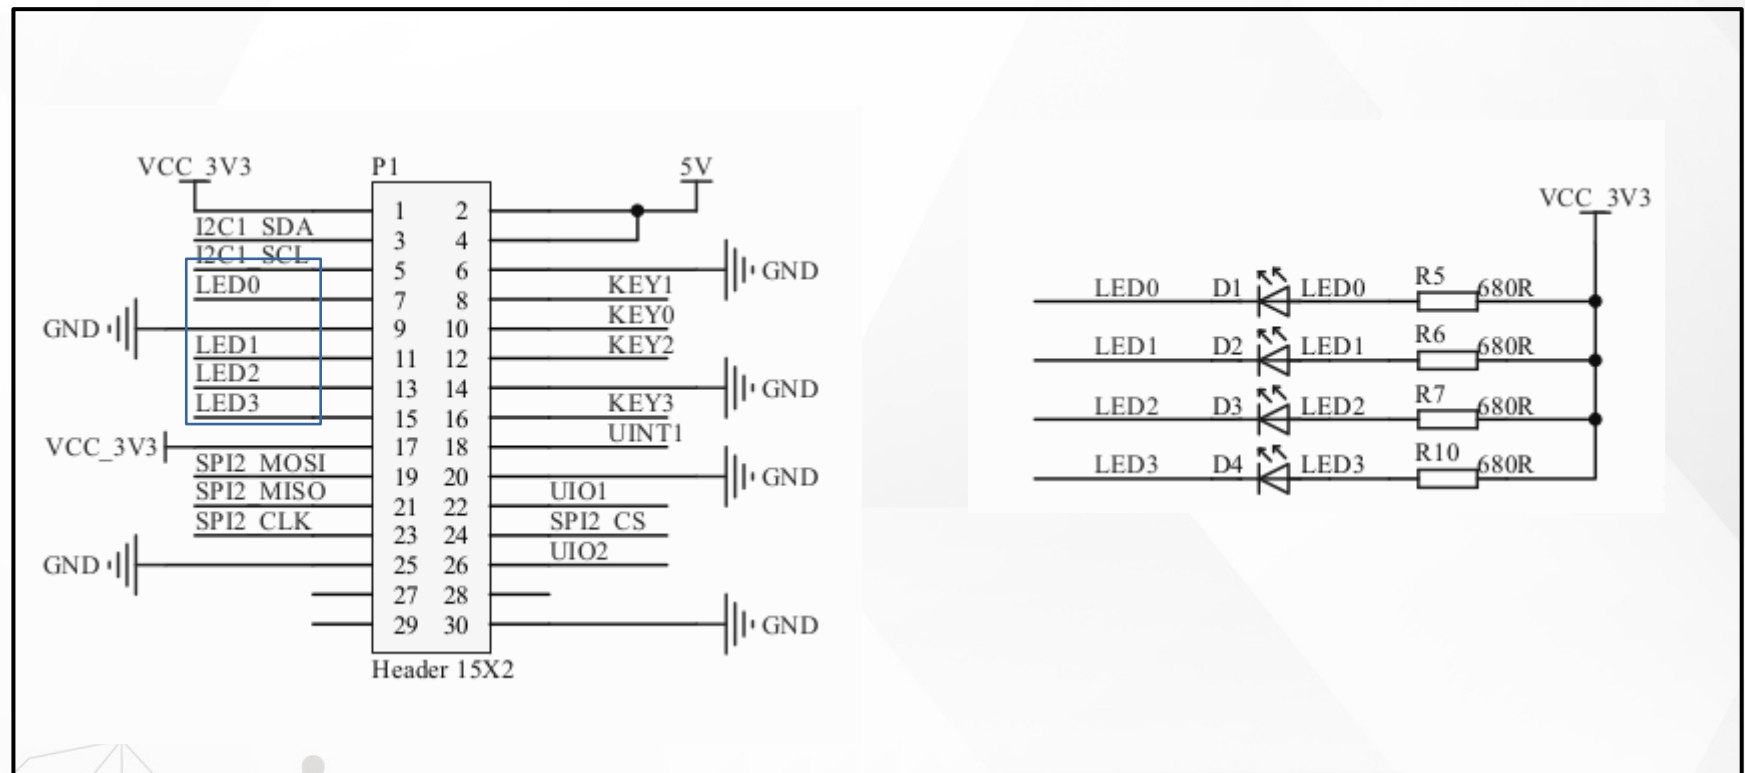 VCC_3V3 P1 5V
1 2
I2C1_SDA 3 4
I2C1_SCL 5 6 GND
LED0 7 8 KEY1
GND 9 10 KEY0
LED1 11 12 KEY2
LED2 13 14 GND
LED3 15 16 KEY3
VCC_3V3 17 18 UINT1
SPI2_MOSI 19 20 GND
SPI2_MISO 21 22 UIO1
SPI2_CLK 23 24 SPI2_CS
GND 25 26 UIO2
27 28
29 30 GND
Header 15X2
VCC_3V3
LED0 D1 LED0 R5 680R
LED1 D2 LED1 R6 680R
LED2 D3 LED2 R7 680R
LED3 D4 LED3 R10 680R